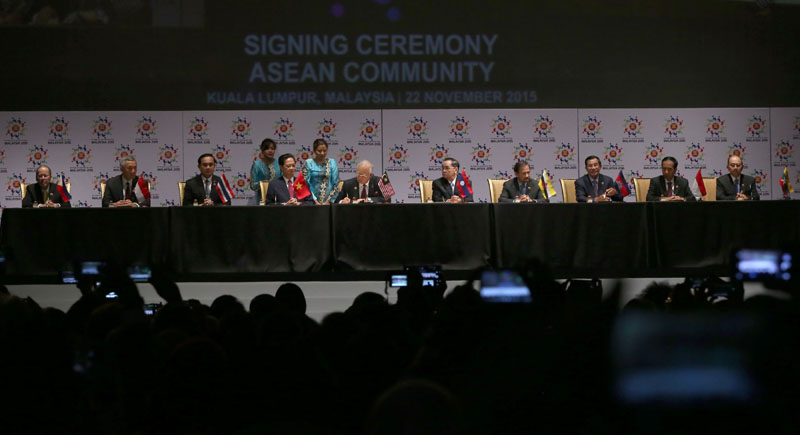 SIGNING CEREMONY
ASEAN COMMUNITY
KUALA LUMPUR, MALAYSIA | 22 NOVEMBER 2015